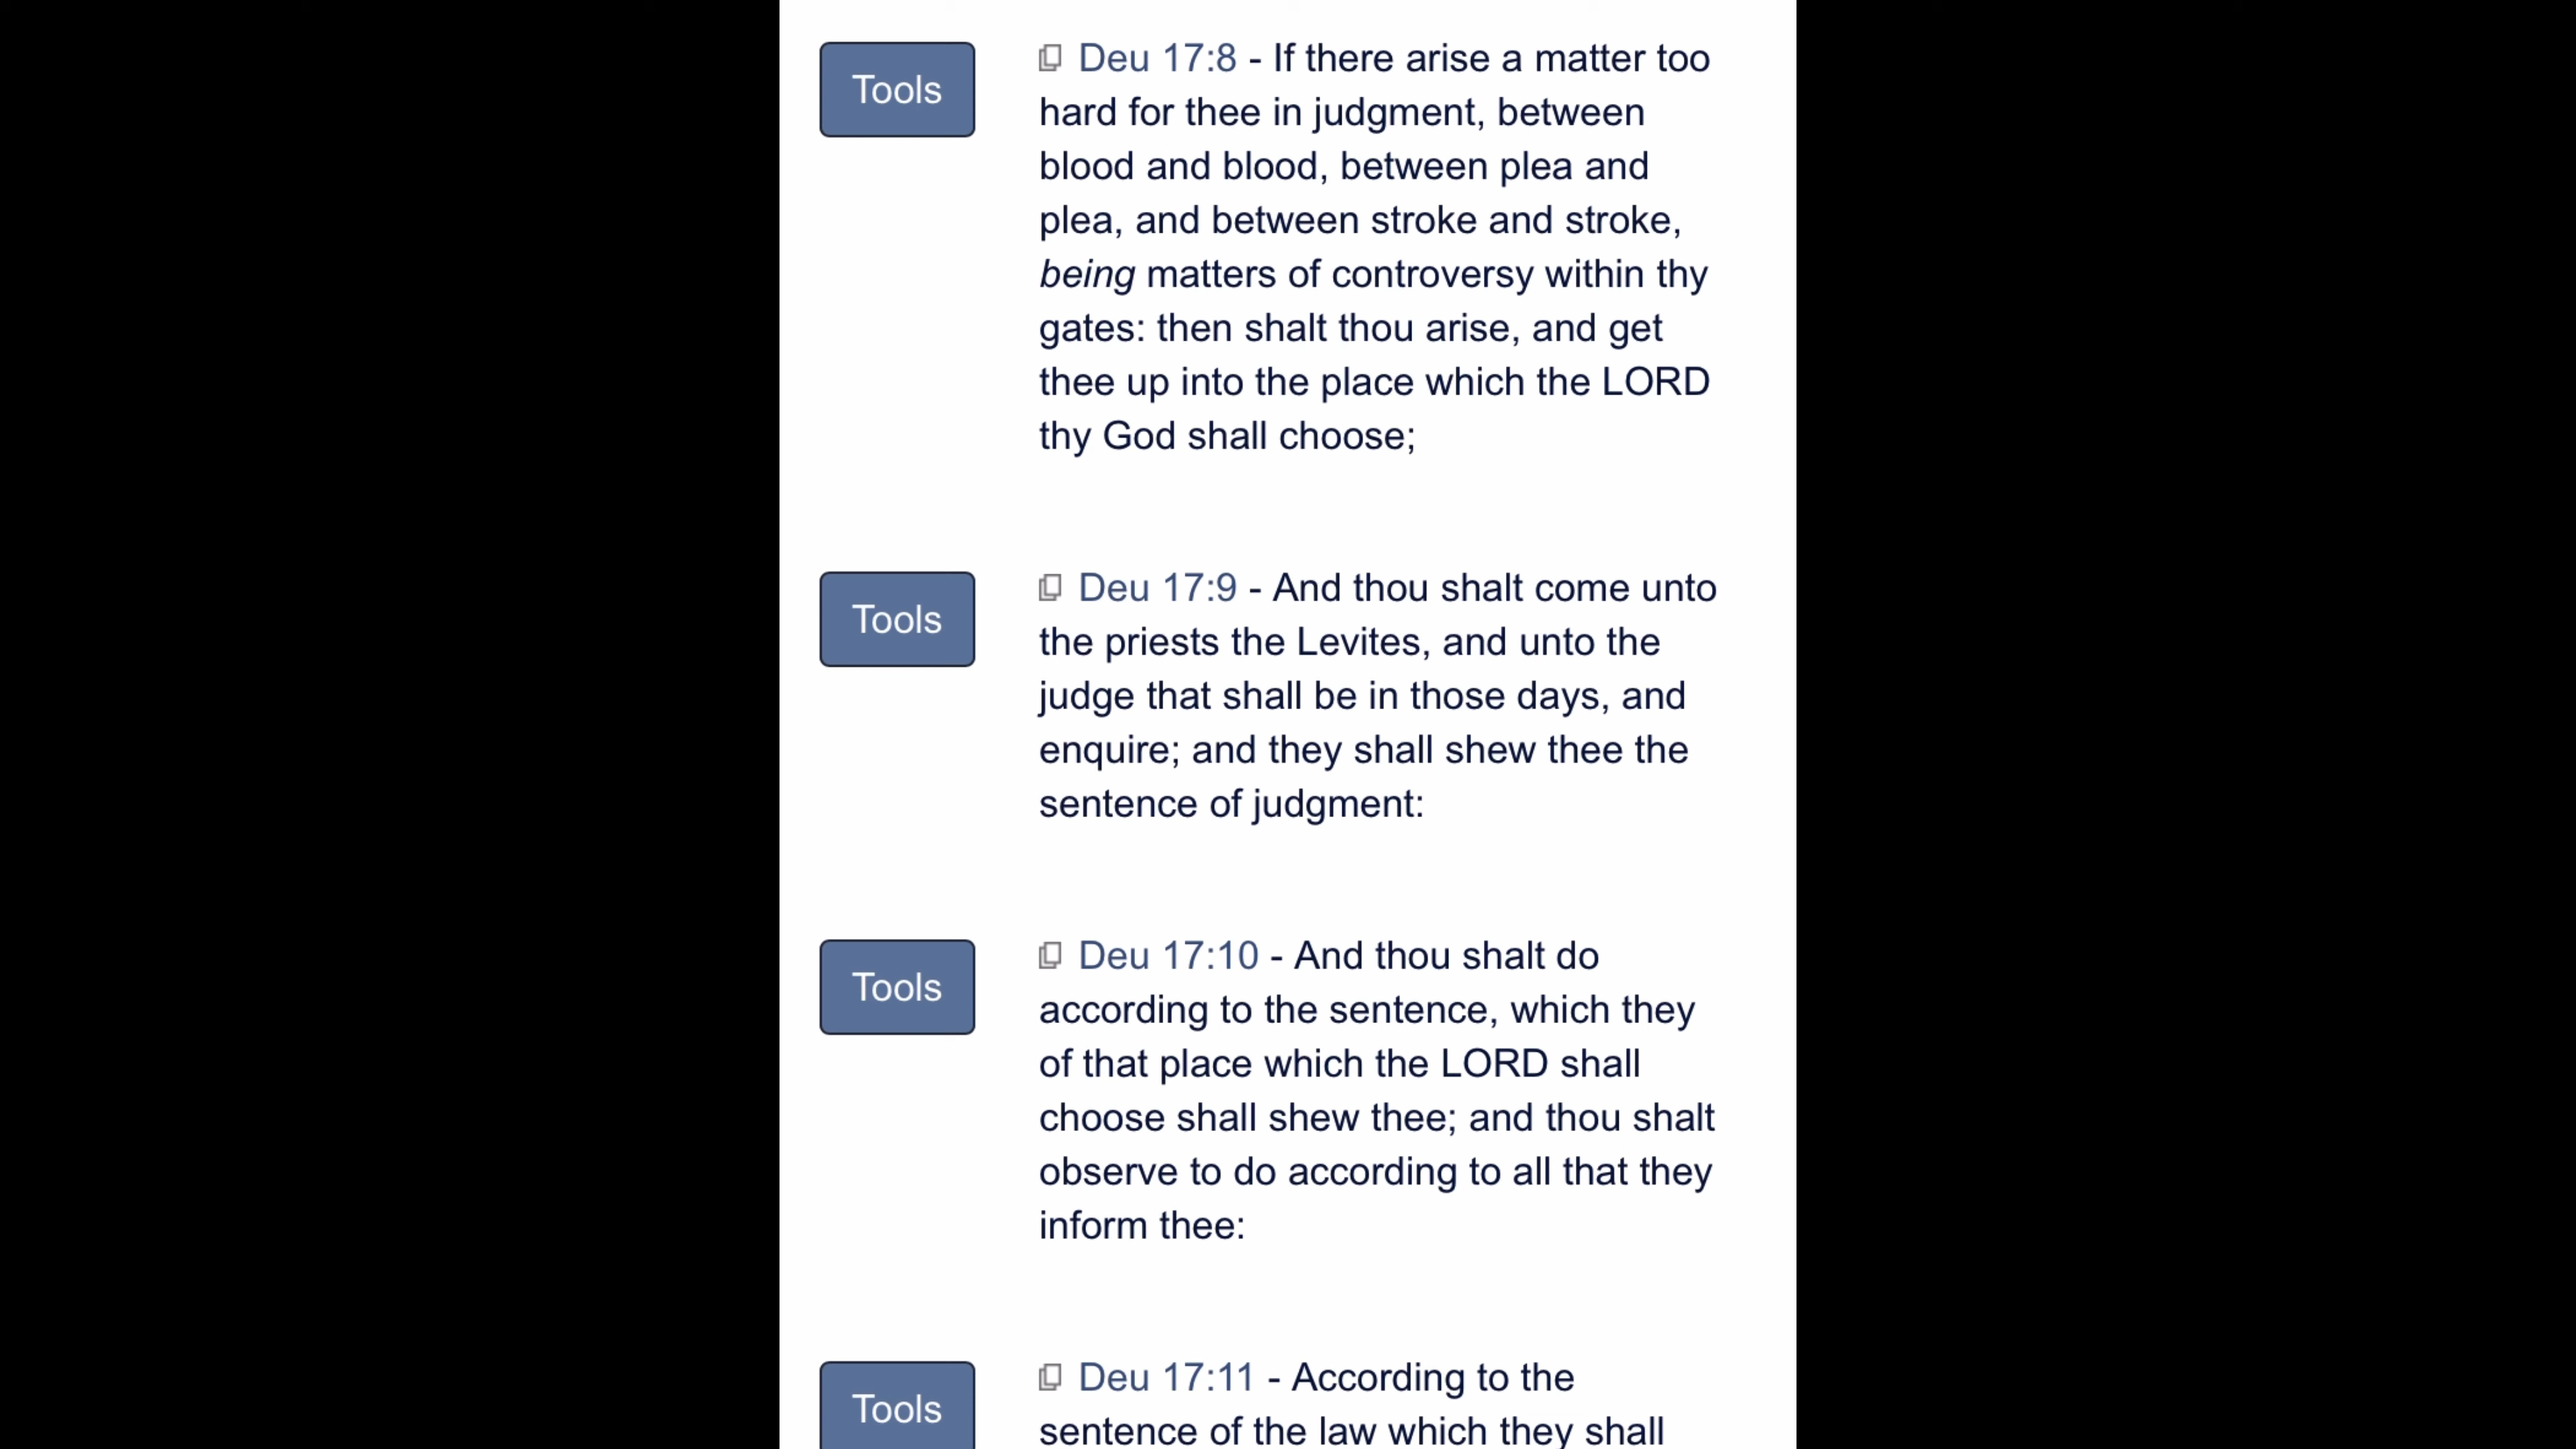 Tools
Deu 17:8 - If there arise a matter too
hard for thee in judgment, between
blood and blood, between plea and
plea, and between stroke and stroke,
being matters of controversy within thy
gates: then shalt thou arise, and get
thee up into the place which the LORD
thy God shall choose;
Tools
Deu 17:9 - And thou shalt come unto
the priests the Levites, and unto the
judge that shall be in those days, and
enquire; and they shall shew thee the
sentence of judgment:
Tools
Deu 17:10 - And thou shalt do
according to the sentence, which they
of that place which the LORD shall
choose shall shew thee; and thou shalt
observe to do according to all that they
inform thee:
Tools
Deu 17:11 - According to the
sentence of the law which they shall